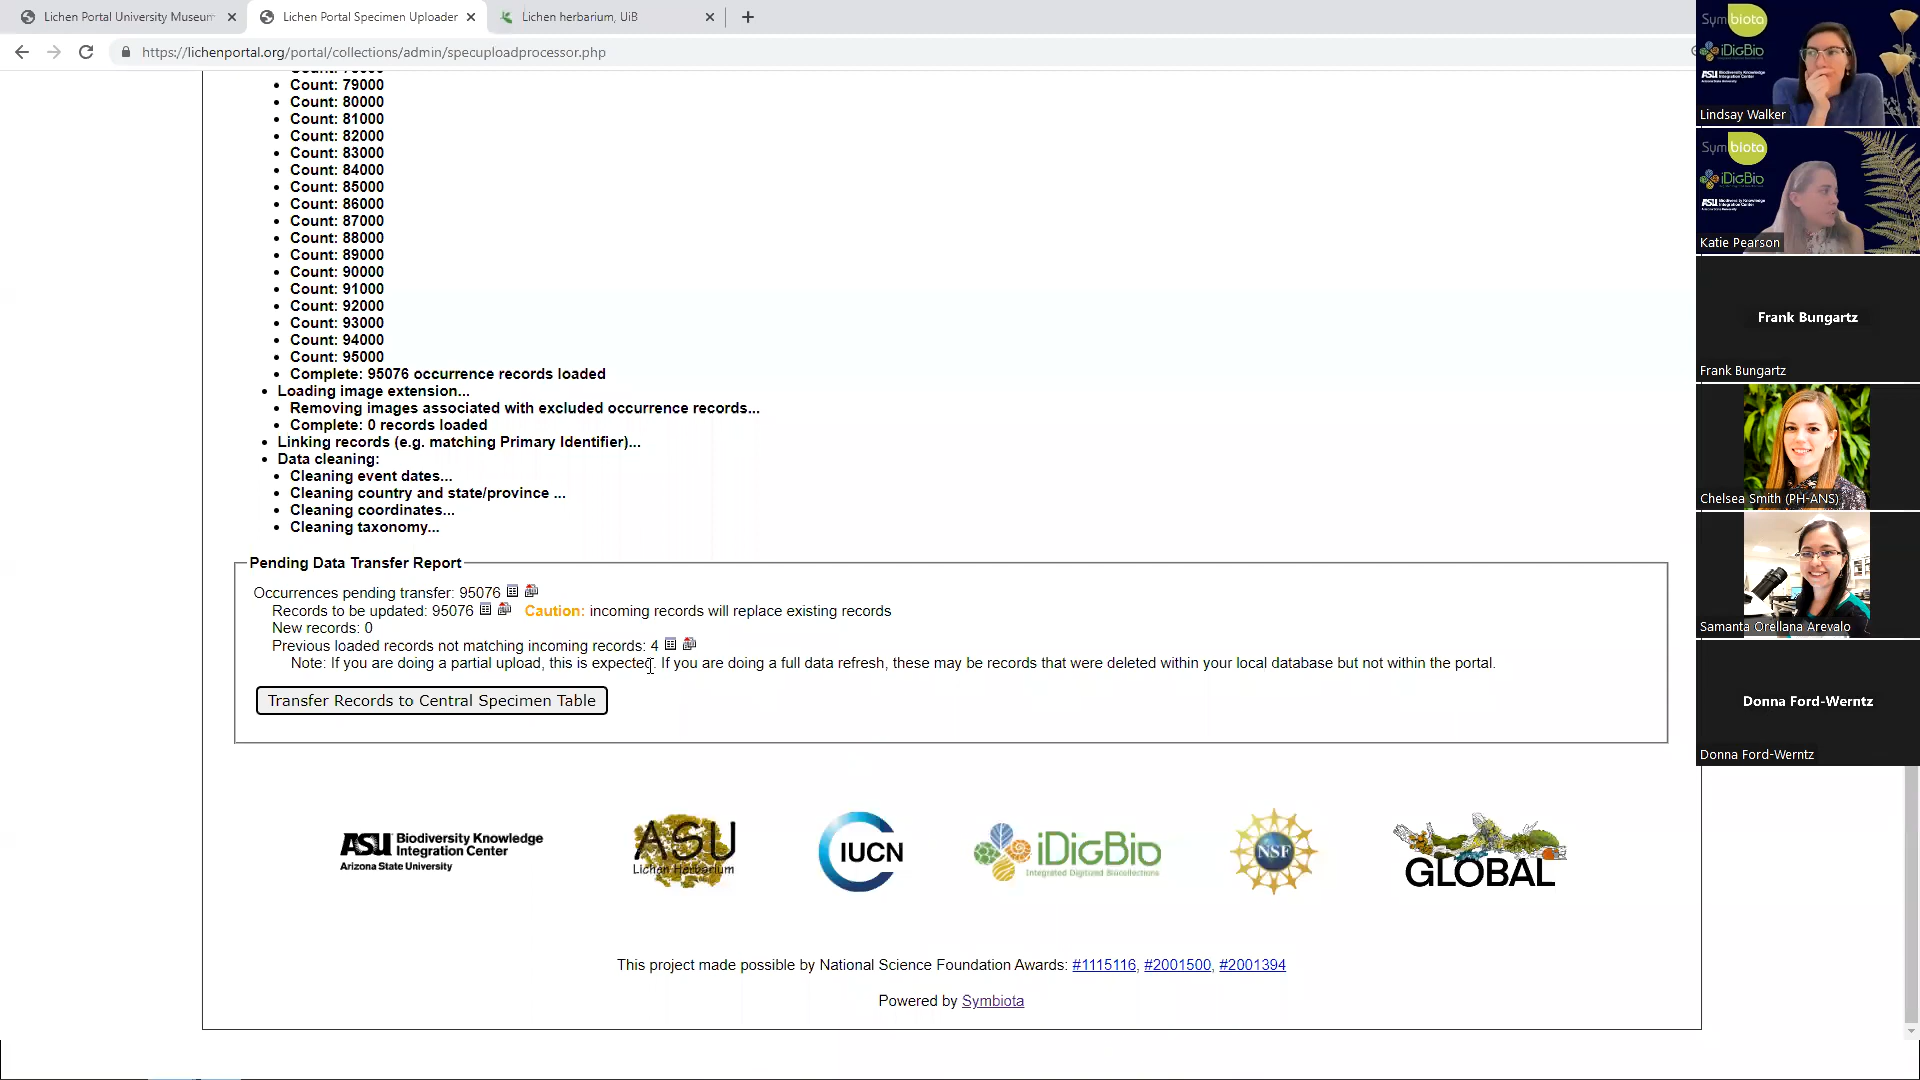 Lichen Portal University Museum
Lichen Portal Specimen Uploader
Lichen herbarium, UiB
https://lichenportal.org/portal/collections/admin/specuploadprocessor.php
Count: 79000
Count: 80000
Count: 81000
Count: 82000
Count: 83000
Count: 84000
Count: 85000
Count: 86000
Count: 87000
Count: 88000
Count: 89000
Count: 90000
Count: 91000
Count: 92000
Count: 93000
Count: 94000
Count: 95000
Complete: 95076 occurrence records loaded
Loading image extension...
Removing images associated with excluded occurrence records...
Complete: 0 records loaded
Linking records (e.g. matching Primary Identifier)...
Data cleaning:
Cleaning event dates...
Cleaning country and state/province ...
Cleaning coordinates...
Cleaning taxonomy...
Pending Data Transfer Report
Occurrences pending transfer: 95076
Records to be updated: 95076 Caution: incoming records will replace existing records
New records: 0
Previous loaded records not matching incoming records: 4
Note: If you are doing a partial upload, this is expected. If you are doing a full data refresh, these may be records that were deleted within your local database but not within the portal.
Transfer Records to Central Specimen Table
ASU Biodiversity Knowledge
Integration Center
Arizona State University
ASU
Lichen Herbarium
IUCN
iDigBio
Integrated Digitized Biocollections
NSF
GLOBAL
This project made possible by National Science Foundation Awards: #1115116, #2001500, #2001394
Powered by Symbiota
Symbiota
iDigBio
ASU Biodiversity Knowledge
Integration Center
Lindsay Walker
Symbiota
iDigBio
ASU Biodiversity Knowledge
Integration Center
Katie Pearson
Frank Bungartz
Frank Bungartz
Chelsea Smith (PH-ANS)
Samanta Orellana Arevalo
Donna Ford-Werntz
Donna Ford-Werntz